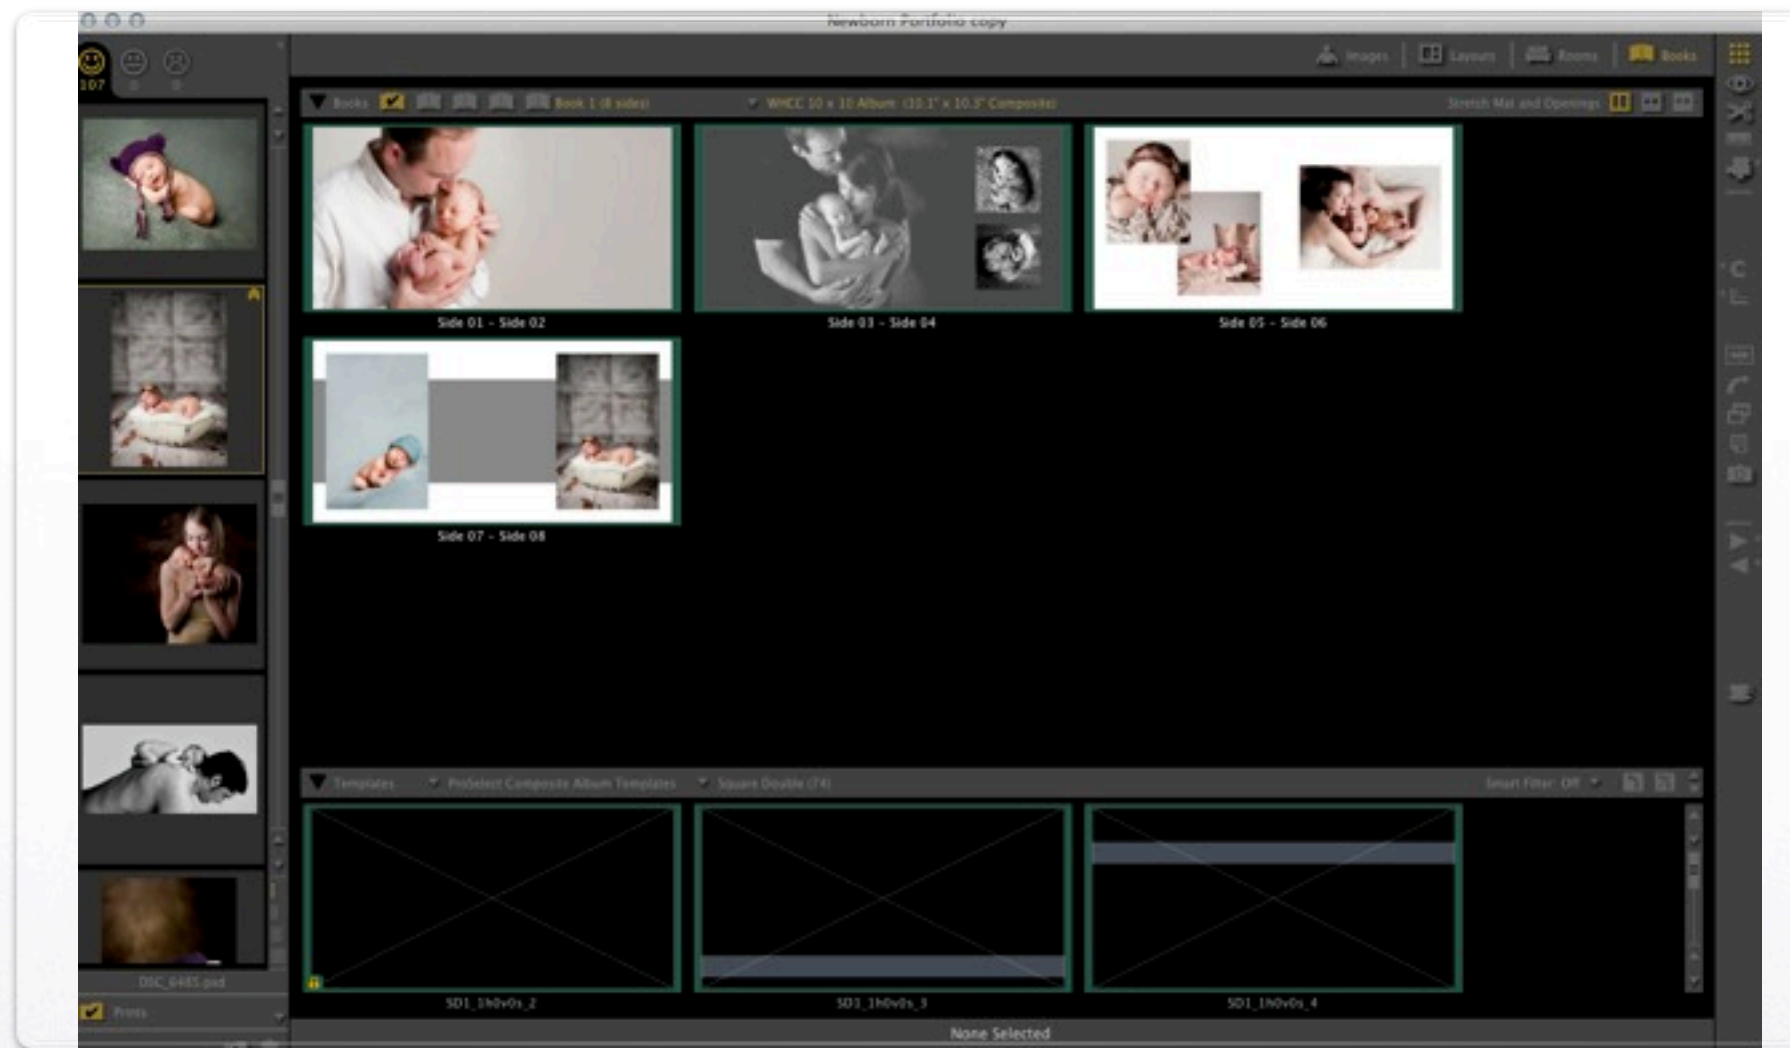 Newborn Portfolio copy
107
0
0
Images
Layouts
Rooms
Books
Books
Book 1 (8 sides)
WHCC 10 x 10 Album (10.1" x 10.3" Composite)
Stretch Mat and Openings
Side 01 - Side 02
Side 03 - Side 04
Side 05 - Side 06
Side 07 - Side 08
Templates
ProSelect Composite Album Templates
Square Double (74)
Smart Filter: Off
SD1_1h0v0s_2
SD1_1h0v0s_3
SD1_1h0v0s_4
DSC_6485.psd
Prints
None Selected
C